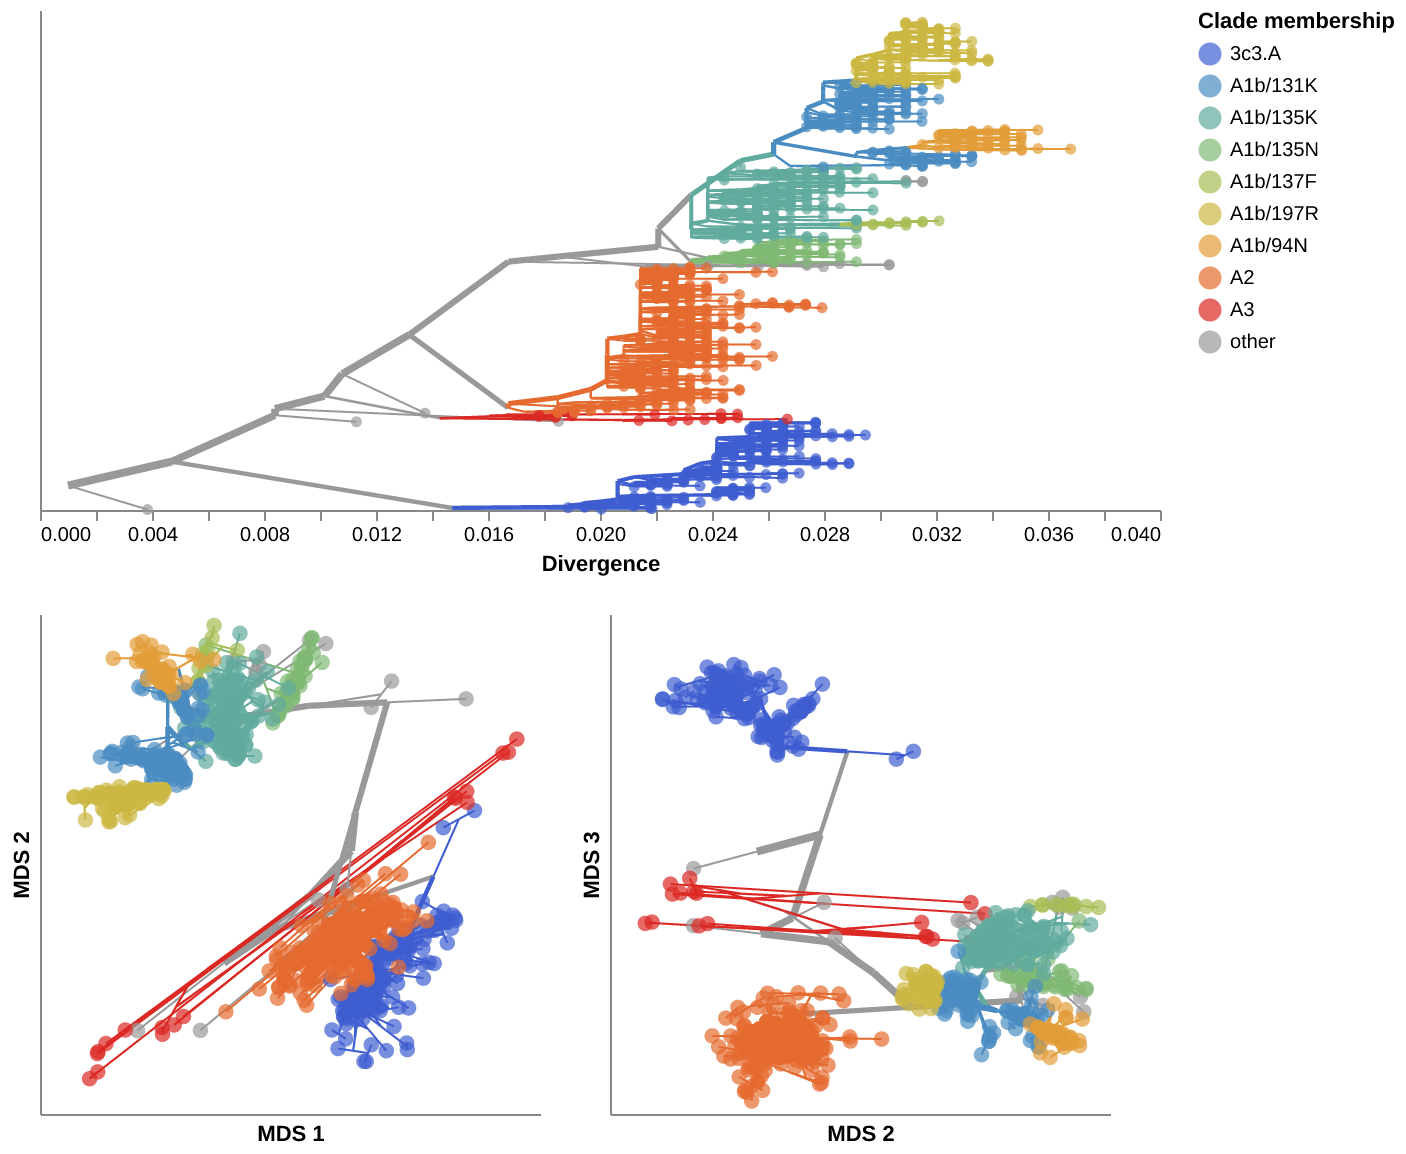 Clade membership
3c3.A
A1b/131K
A1b/135K
A1b/135N
A1b/137F
A1b/197R
A1b/94N
A2
A3
other
0.000 0.004 0.008 0.012 0.016 0.020 0.024 0.028 0.032 0.036 0.040
Divergence
MDS 2
MDS 1
MDS 3
MDS 2